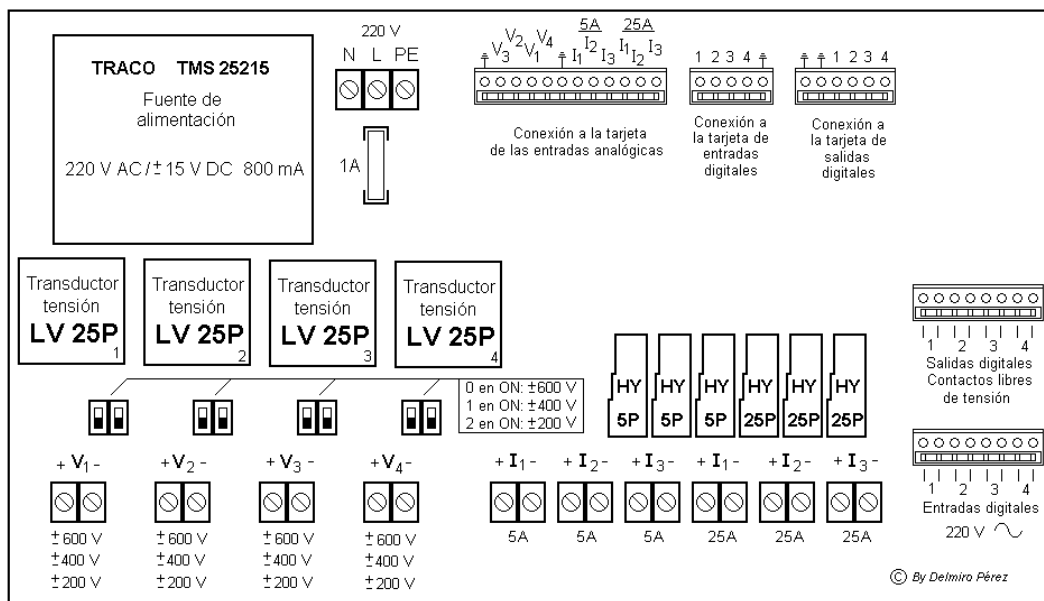 TRACO TMS 25215
Fuente de
alimentación
220 V AC / ± 15 V DC 800 mA
220 V
N L PE
1A
5A 25A
V3 V2 V1 V4 I1 I2 I3 I1 I2 I3
Conexión a la tarjeta
de las entradas analógicas
1 2 3 4
Conexión a
la tarjeta de
entradas
digitales
1 2 3 4
Conexión a
la tarjeta de
salidas
digitales
Transductor
tensión
LV 25P
1
Transductor
tensión
LV 25P
2
Transductor
tensión
LV 25P
3
Transductor
tensión
LV 25P
4
0 en ON: ±600 V
1 en ON: ±400 V
2 en ON: ±200 V
HY
5P
HY
5P
HY
5P
HY
25P
HY
25P
HY
25P
1 2 3 4
Salidas digitales
Contactos libres
de tensión
+ V1 -
± 600 V
± 400 V
± 200 V
+ V2 -
± 600 V
± 400 V
± 200 V
+ V3 -
± 600 V
± 400 V
± 200 V
+ V4 -
± 600 V
± 400 V
± 200 V
+ I1 -
5A
+ I2 -
5A
+ I3 -
5A
+ I1 -
25A
+ I2 -
25A
+ I3 -
25A
1 2 3 4
Entradas digitales
220 V
© By Delmiro Pérez